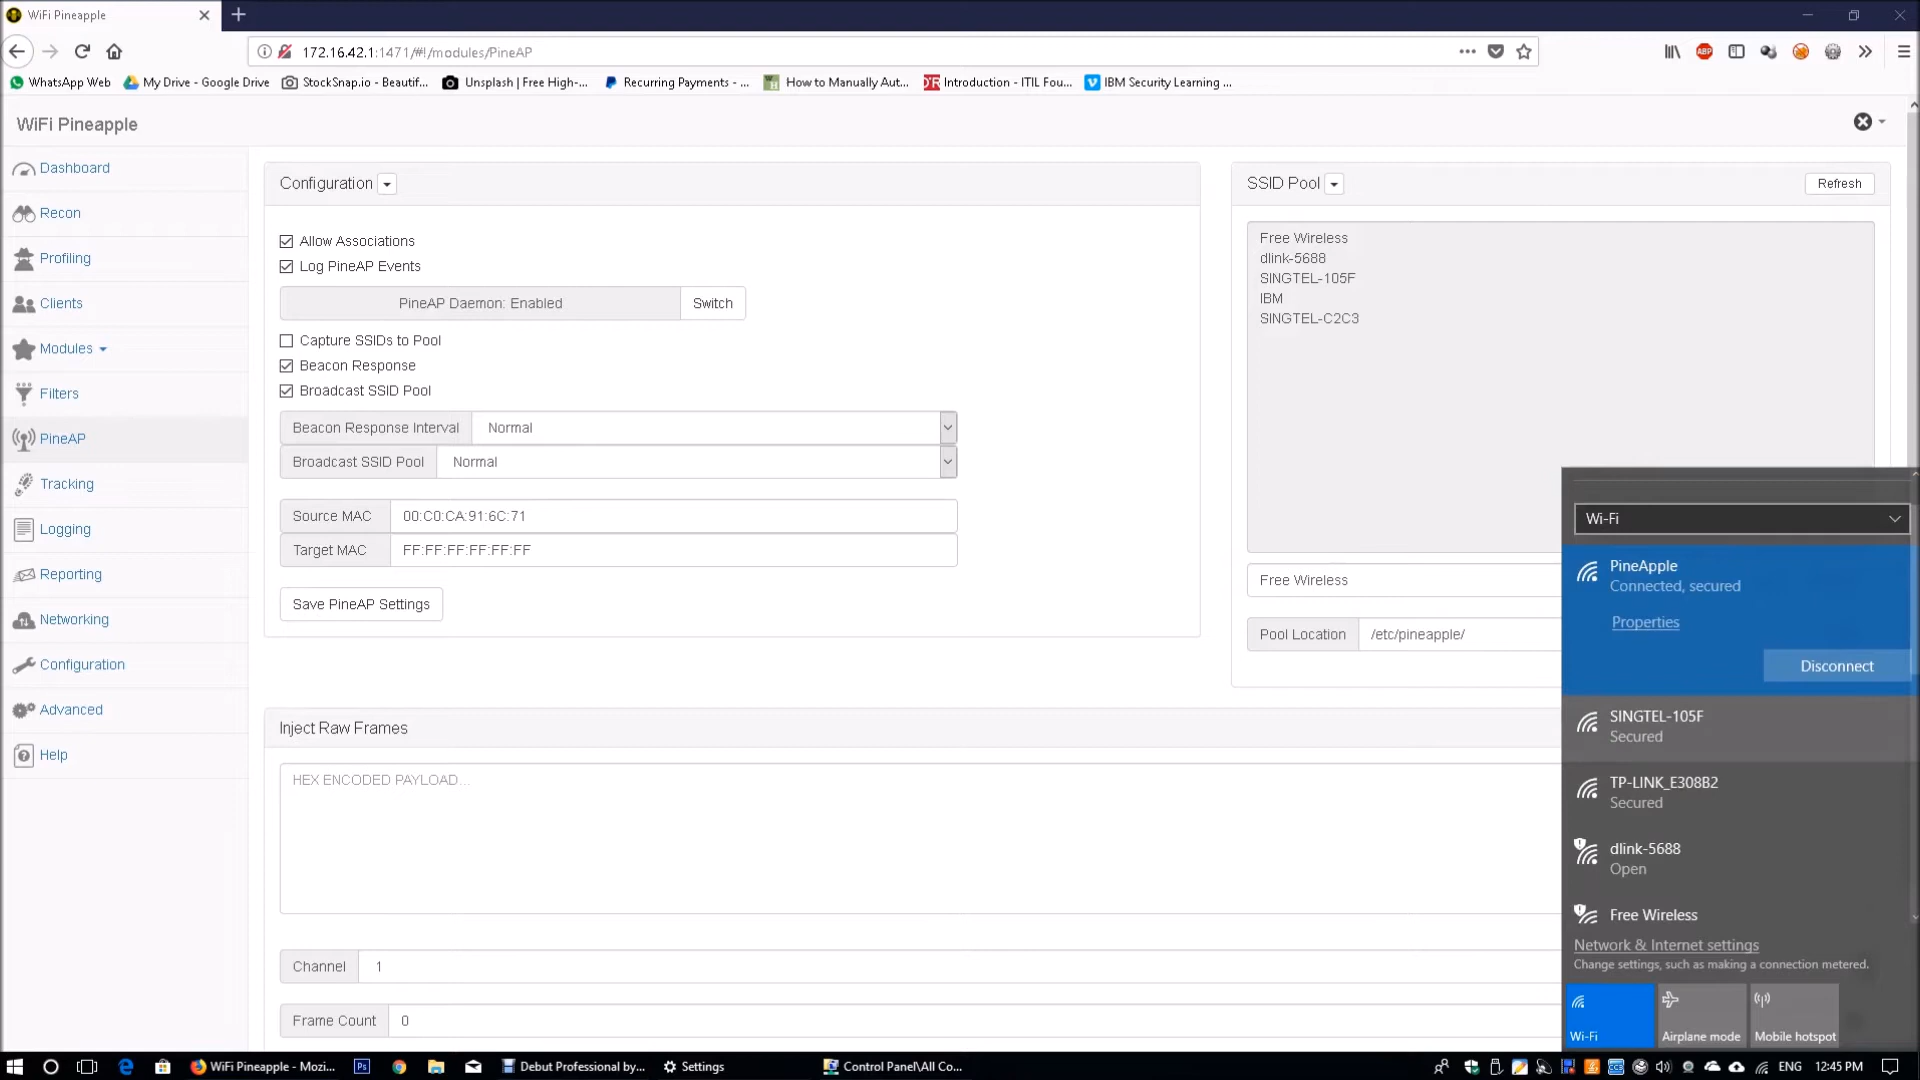 WiFi Pineapple
172.16.42.1:1471/#!/modules/PineAP
WhatsApp Web
My Drive - Google Drive
StockSnap.io - Beautif...
Unsplash | Free High-...
Recurring Payments - ...
How to Manually Aut...
Introduction - ITIL Fou...
IBM Security Learning ...
WiFi Pineapple
Dashboard
Recon
Profiling
Clients
Modules
Filters
PineAP
Tracking
Logging
Reporting
Networking
Configuration
Advanced
Help
Configuration
Allow Associations
Log PineAP Events
PineAP Daemon: Enabled
Switch
Capture SSIDs to Pool
Beacon Response
Broadcast SSID Pool
Beacon Response Interval Normal
Broadcast SSID Pool Normal
Source MAC 00:C0:CA:91:6C:71
Target MAC FF:FF:FF:FF:FF:FF
Save PineAP Settings
SSID Pool
Refresh
Free Wireless
dlink-5688
SINGTEL-105F
IBM
SINGTEL-C2C3
Free Wireless
Pool Location /etc/pineapple/
Inject Raw Frames
HEX ENCODED PAYLOAD...
Channel 1
Frame Count 0
Wi-Fi
PineApple
Connected, secured
Properties
Disconnect
SINGTEL-105F
Secured
TP-LINK_E308B2
Secured
dlink-5688
Open
Free Wireless
Network & Internet settings
Change settings, such as making a connection metered.
Wi-Fi
Airplane mode
Mobile hotspot
WiFi Pineapple - Mozi...
Ps
Debut Professional by...
Settings
Control Panel\All Co...
ENG
12:45 PM